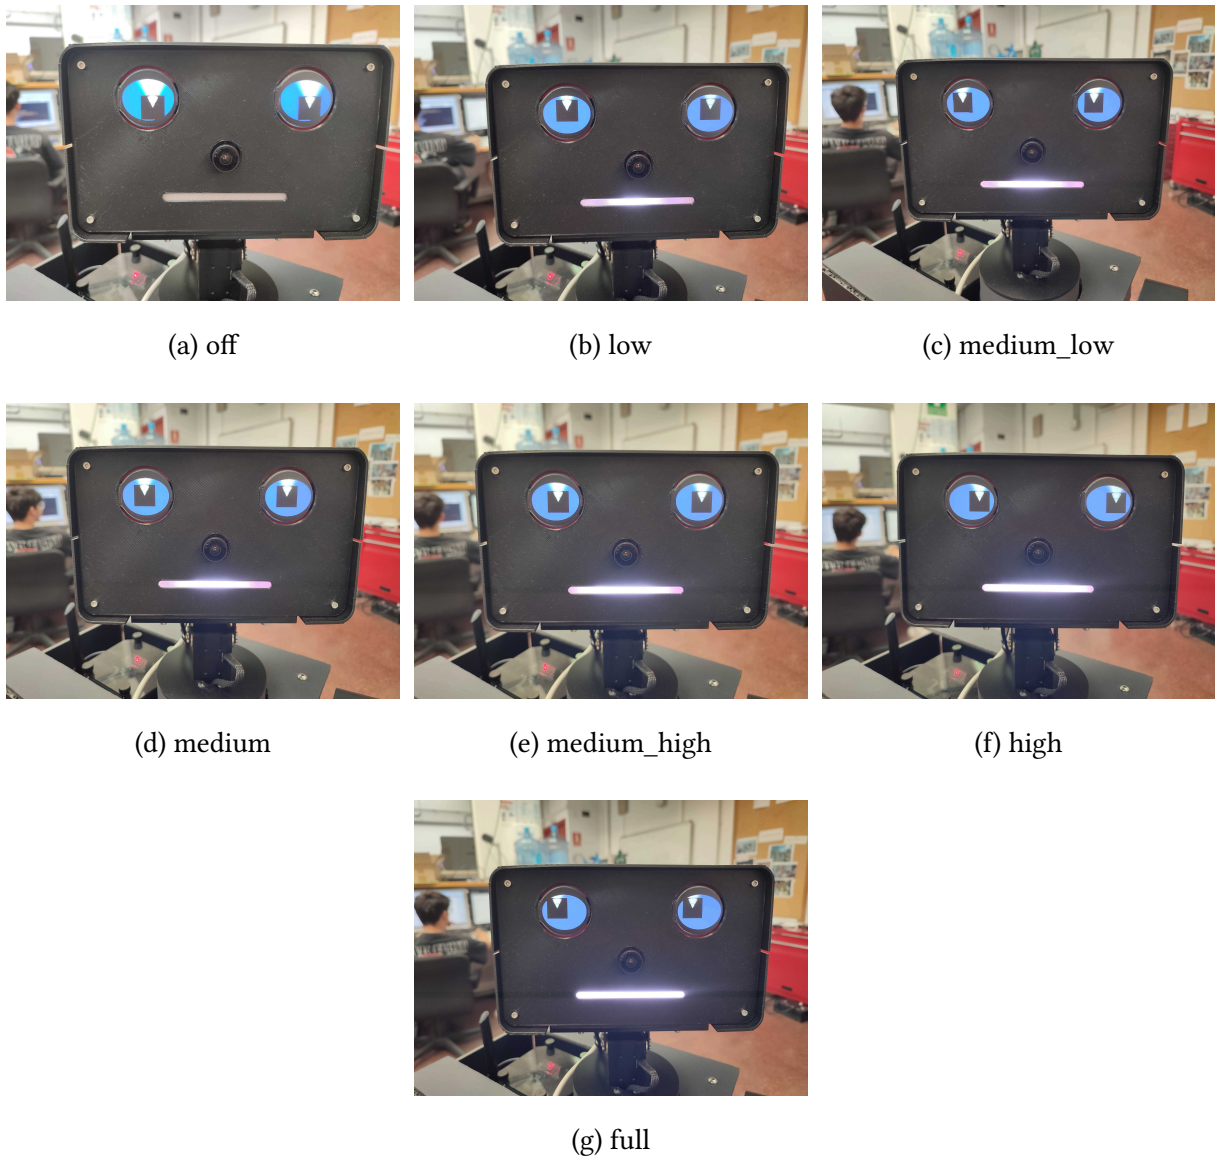 (a) off
(b) low
(c) medium_low
(d) medium
(e) medium_high
(f) high
(g) full